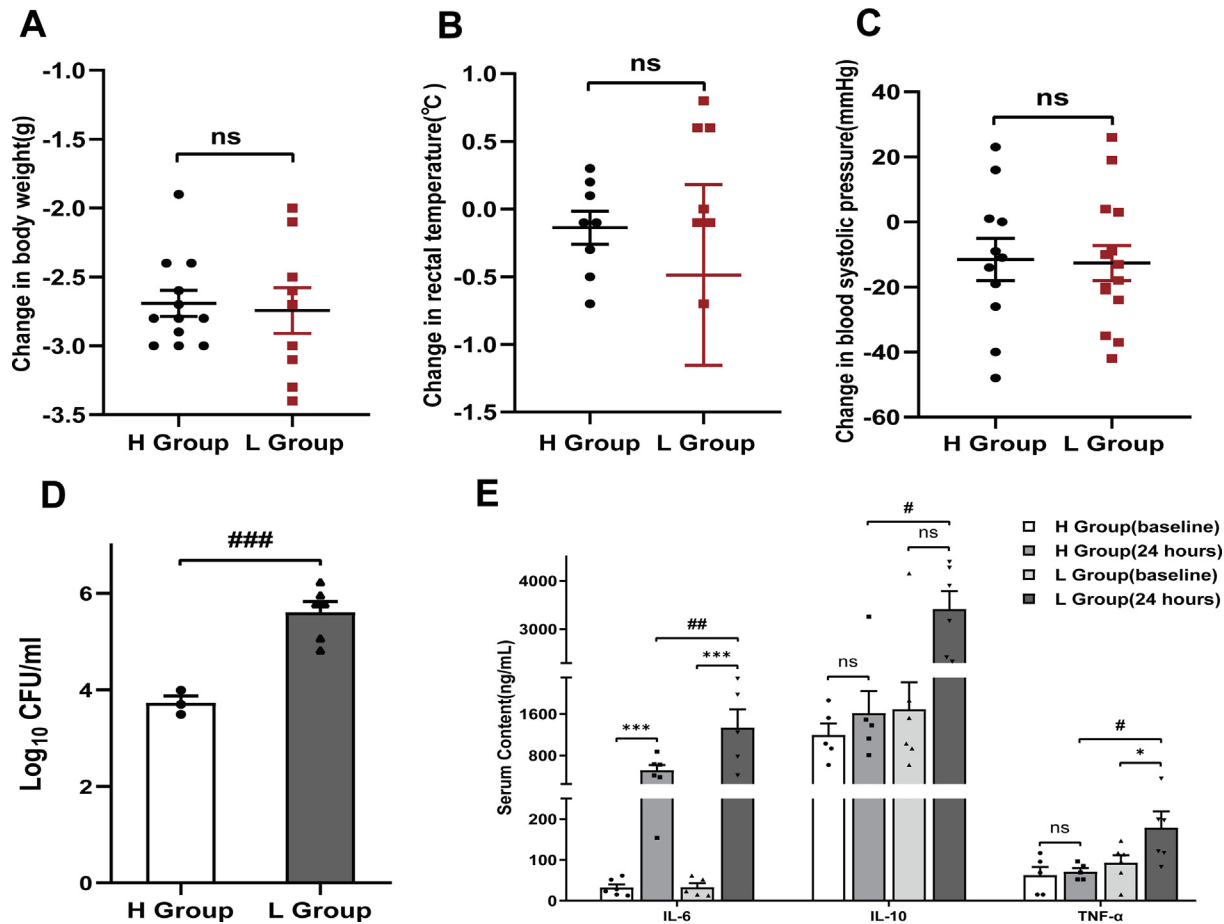 A
Change in body weight(g)
-1.0
-1.5
-2.0
-2.5
-3.0
-3.5
ns
H Group
L Group
B
Change in rectal temperature(℃)
1.0
0.5
0.0
-0.5
-1.0
-1.5
ns
H Group
L Group
C
Change in blood systolic pressure(mmHg)
40
20
0
-20
-40
-60
ns
H Group
L Group
D
Log10 CFU/ml
6
4
2
0
###
H Group
L Group
E
Serum Content(ng/mL)
4000
3000
1600
800
200
100
0
***
##
***
ns
#
ns
ns
#
*
IL-6
IL-10
TNF-α
H Group(baseline)
H Group(24 hours)
L Group(baseline)
L Group(24 hours)